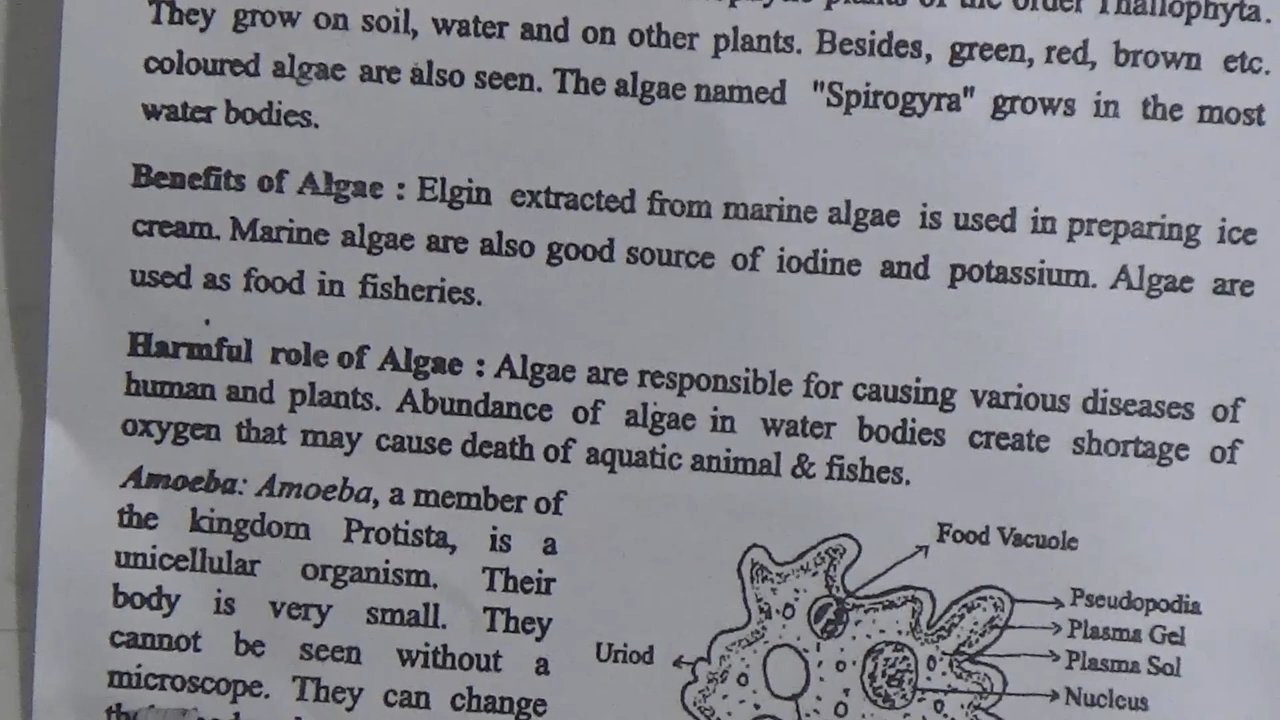 plants of the order Thallophyta.
They grow on soil, water and on other plants. Besides, green, red, brown etc.
coloured algae are also seen. The algae named "Spirogyra" grows in the most
water bodies.
Benefits of Algae : Elgin extracted from marine algae is used in preparing ice
cream. Marine algae are also good source of iodine and potassium. Algae are
used as food in fisheries.
Harmful role of Algae : Algae are responsible for causing various diseases of
human and plants. Abundance of algae in water bodies create shortage of
oxygen that may cause death of aquatic animal & fishes.
Amoeba: Amoeba, a member of
the kingdom Protista, is a
unicellular organism. Their
body is very small. They
cannot be seen without a
microscope. They can change
Food Vacuole
Pseudopodia
Plasma Gel
Uriod
Plasma Sol
Nucleus